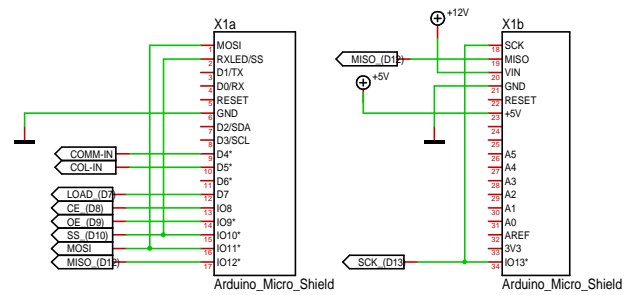 X1a
MOSI
1
RXLED/SS
2
D1/TX
3
D0/RX
4
RESET
5
GND
6
D2/SDA
7
D3/SCL
8
COMM-IN
D4*
9
COL-IN
D5*
10
D6*
11
LOAD_(D7)
D7
12
CE_(D8)
IO8
13
OE_(D9)
IO9*
14
SS_(D10)
IO10*
15
MOSI
IO11*
16
MISO_(D12)
IO12*
17
Arduino_Micro_Shield
+12V
X1b
SCK
18
MISO_(D12)
MISO
19
VIN
20
+5V
GND
21
RESET
22
+5V
23
24
25
A5
26
A4
27
A3
28
A2
29
A1
30
A0
31
AREF
32
3V3
33
SCK_(D13
IO13*
34
Arduino_Micro_Shield